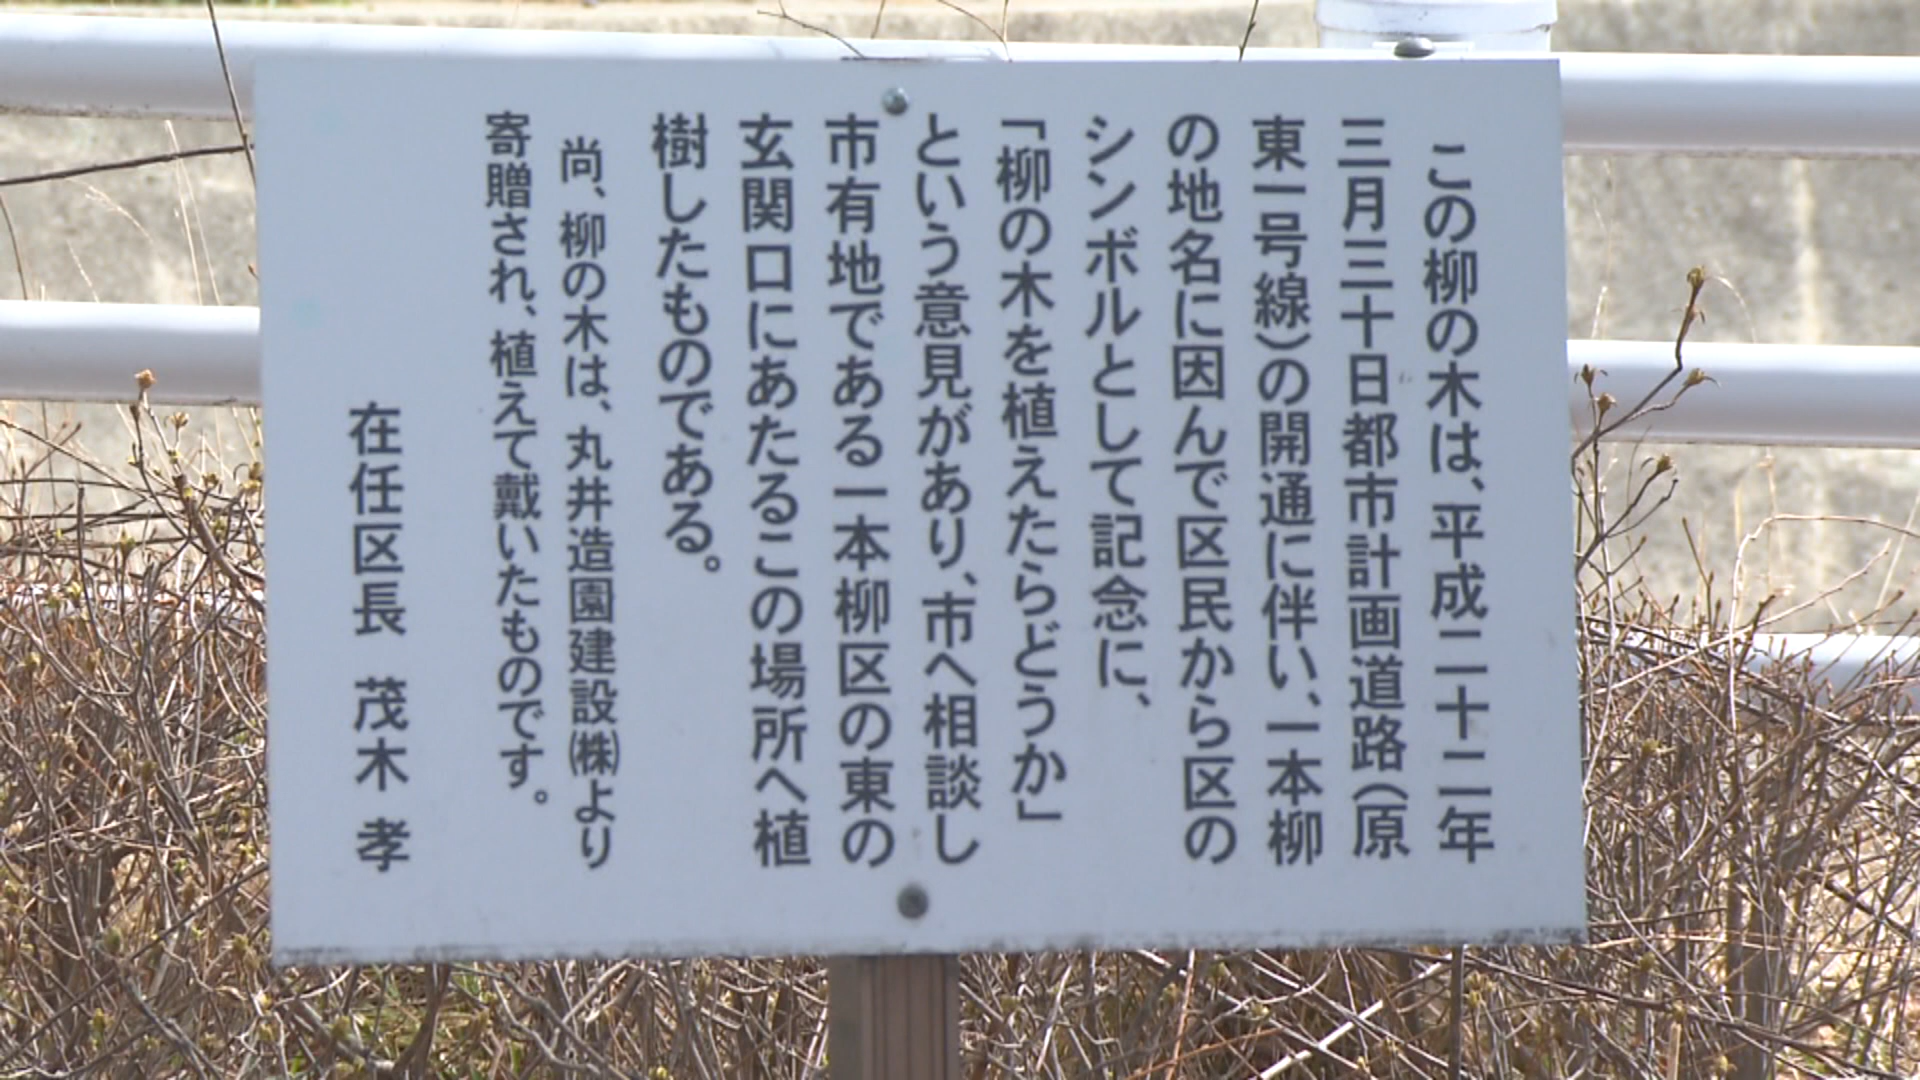 この柳の木は、平成二十二年
三月三十日都市計画道路(原
東一号線)の開通に伴い、一本柳
の地名に因んで区民から区の
シンボルとして記念に、
「柳の木を植えたらどうか」
という意見があり、市へ相談し
市有地である一本柳区の東の
玄関口にあたるこの場所へ植
樹したものである。
尚、柳の木は、丸井造園建設㈱より
寄贈され、植えて戴いたものです。
在任区長 茂木 孝